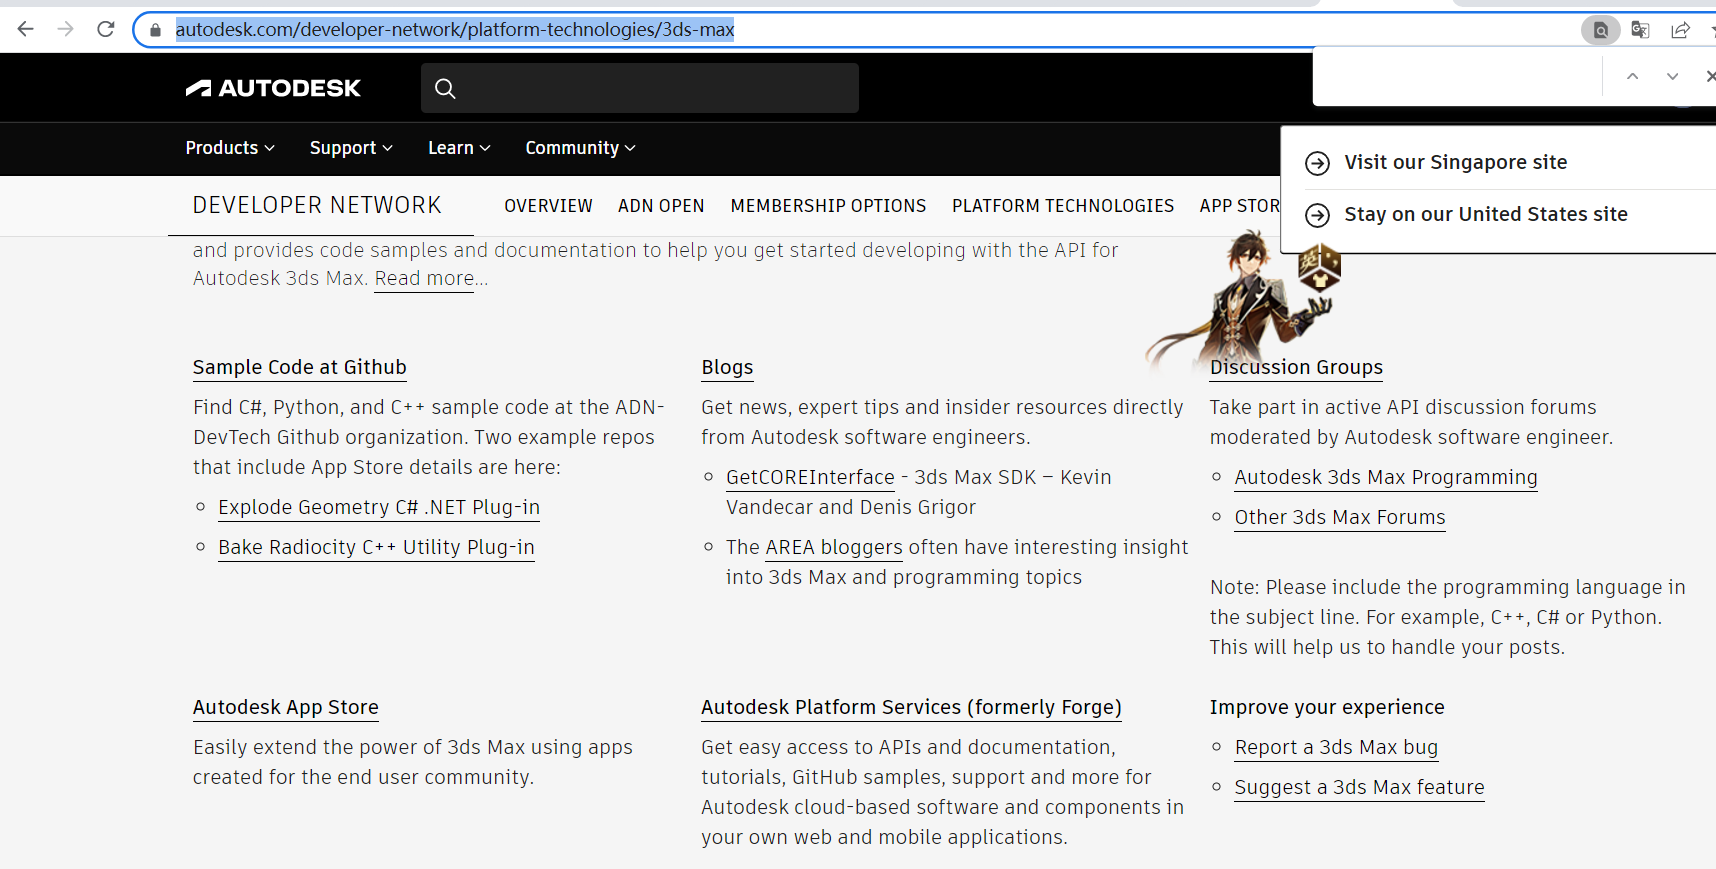 autodesk.com/developer-network/platform-technologies/3ds-max
AUTODESK
Products
Support
Learn
Community
Visit our Singapore site
Stay on our United States site
DEVELOPER NETWORK
OVERVIEW
ADN OPEN
MEMBERSHIP OPTIONS
PLATFORM TECHNOLOGIES
APP STOR
and provides code samples and documentation to help you get started developing with the API for
Autodesk 3ds Max. Read more...
英
Sample Code at Github
Find C#, Python, and C++ sample code at the ADN-
DevTech Github organization. Two example repos
that include App Store details are here:
Explode Geometry C# .NET Plug-in
Bake Radiocity C++ Utility Plug-in
Blogs
Get news, expert tips and insider resources directly
from Autodesk software engineers.
GetCOREInterface - 3ds Max SDK – Kevin
Vandecar and Denis Grigor
The AREA bloggers often have interesting insight
into 3ds Max and programming topics
Discussion Groups
Take part in active API discussion forums
moderated by Autodesk software engineer.
Autodesk 3ds Max Programming
Other 3ds Max Forums
Note: Please include the programming language in
the subject line. For example, C++, C# or Python.
This will help us to handle your posts.
Autodesk App Store
Easily extend the power of 3ds Max using apps
created for the end user community.
Autodesk Platform Services (formerly Forge)
Get easy access to APIs and documentation,
tutorials, GitHub samples, support and more for
Autodesk cloud-based software and components in
your own web and mobile applications.
Improve your experience
Report a 3ds Max bug
Suggest a 3ds Max feature